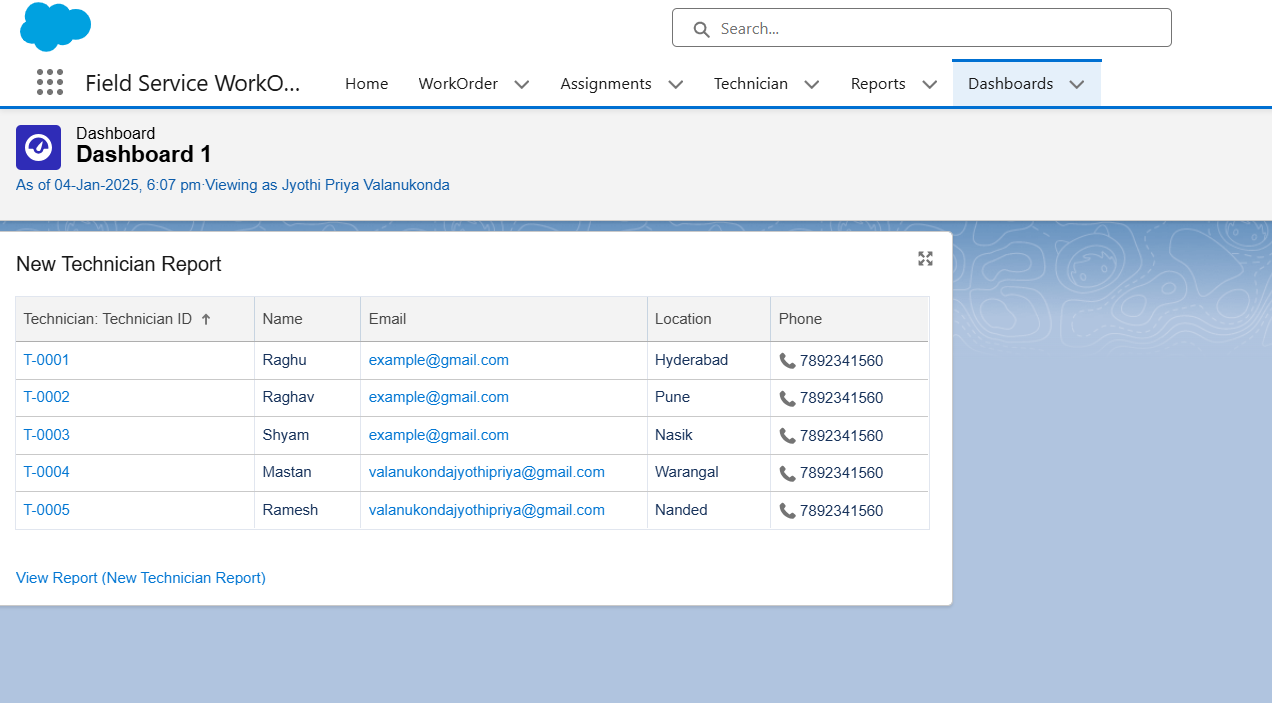 Search...
Field Service WorkO... Home WorkOrder Assignments Technician Reports Dashboards
Dashboard
Dashboard 1
As of 04-Jan-2025, 6:07 pm·Viewing as Jyothi Priya Valanukonda
New Technician Report
Technician: Technician ID ↑ Name Email Location Phone
T-0001 Raghu example@gmail.com Hyderabad 7892341560
T-0002 Raghav example@gmail.com Pune 7892341560
T-0003 Shyam example@gmail.com Nasik 7892341560
T-0004 Mastan valanukondajyothipriya@gmail.com Warangal 7892341560
T-0005 Ramesh valanukondajyothipriya@gmail.com Nanded 7892341560
View Report (New Technician Report)